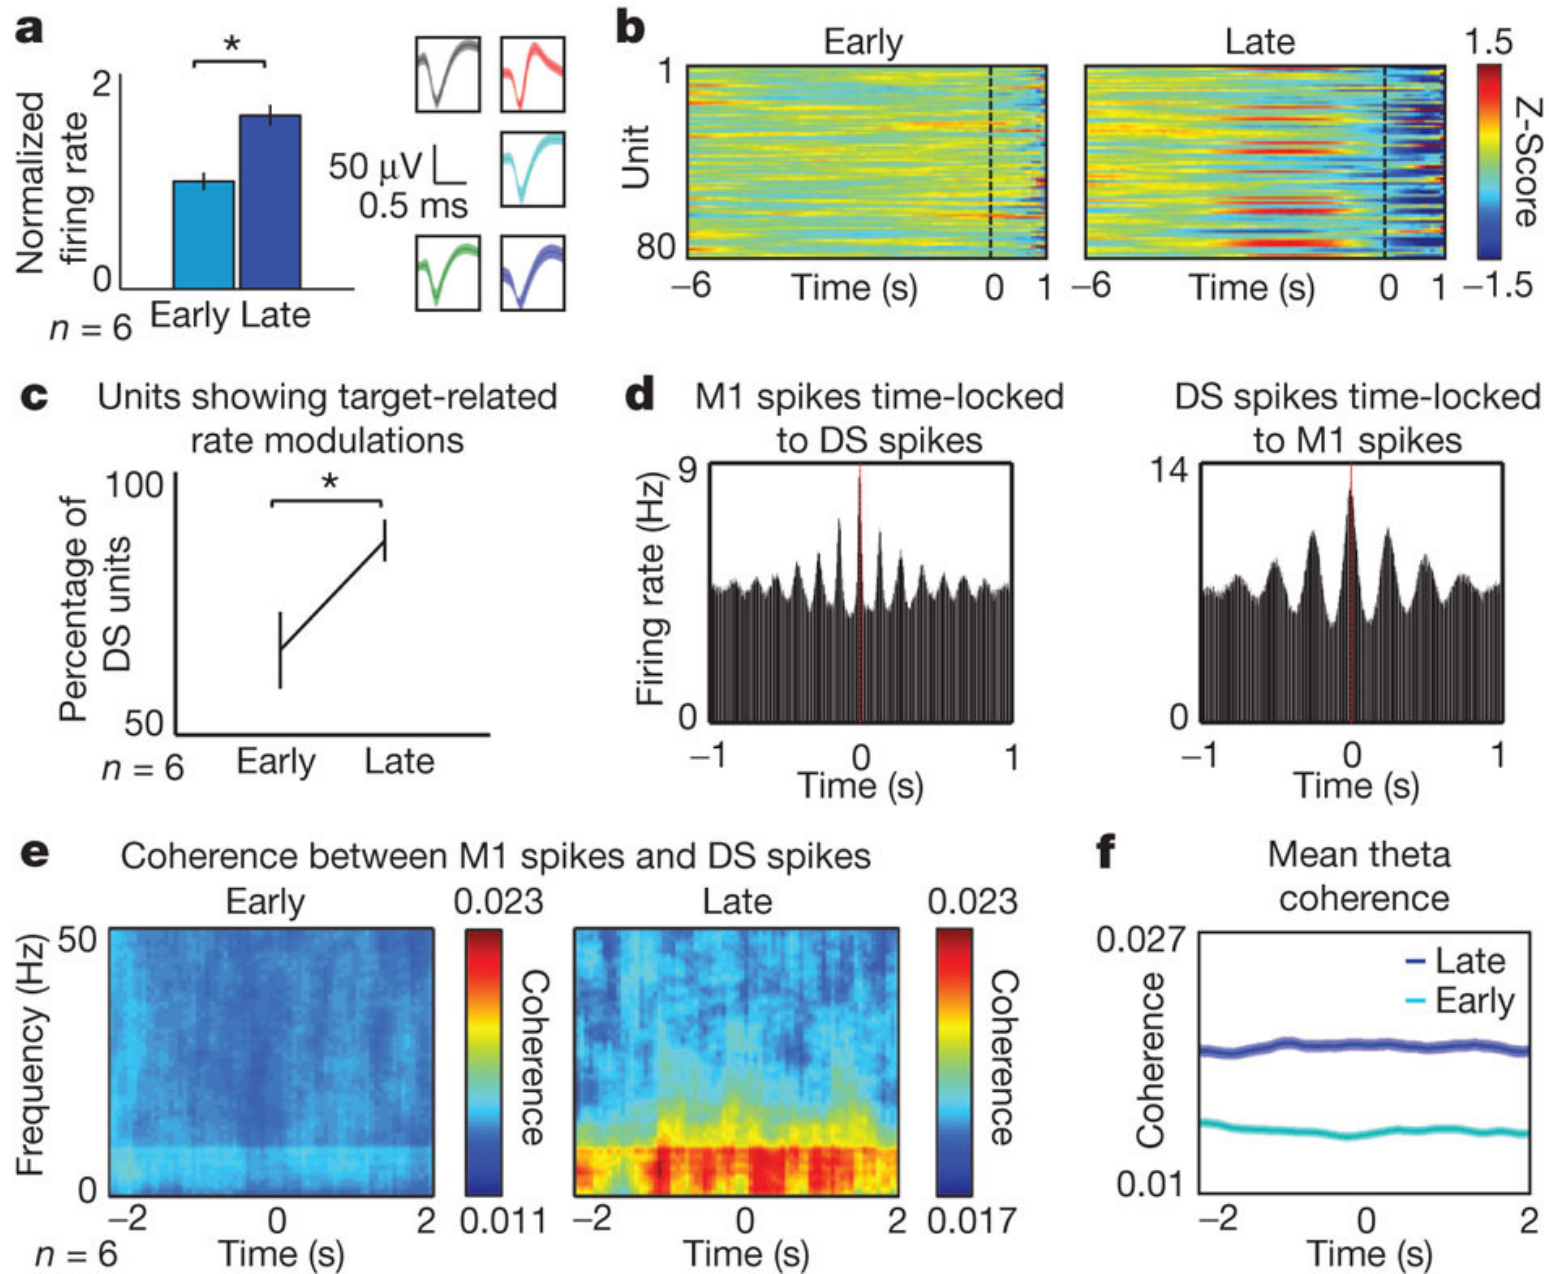 a
*
2
Normalized
firing rate
0
Early Late
n = 6
50 µV
0.5 ms
b
Early
Late
1.5
1
Unit
80
Z-Score
−6
Time (s)
0
1
−6
Time (s)
0
1
−1.5
c
Units showing target-related
rate modulations
100
*
Percentage of
DS units
50
n = 6
Early
Late
d
M1 spikes time-locked
to DS spikes
9
Firing rate (Hz)
0
−1
0
1
Time (s)
DS spikes time-locked
to M1 spikes
14
0
−1
0
1
Time (s)
e
Coherence between M1 spikes and DS spikes
Early
0.023
Late
0.023
50
Frequency (Hz)
0
Coherence
Coherence
−2
0
2
0.011
−2
0
2
0.017
n = 6
Time (s)
Time (s)
f
Mean theta
coherence
0.027
Late
Early
Coherence
0.01
−2
0
2
Time (s)